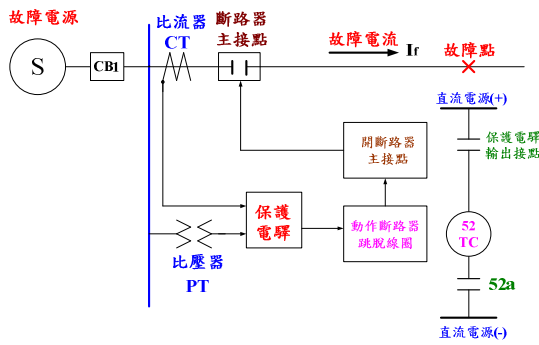 故障電源
S
CB1
比流器
CT
斷路器
主接點
故障電流 If
故障點
直流電源(+)
保護電驛
輸出接點
開斷路器
主接點
保護
電驛
動作斷路器
跳脫線圈
52
TC
比壓器
PT
52a
直流電源(-)